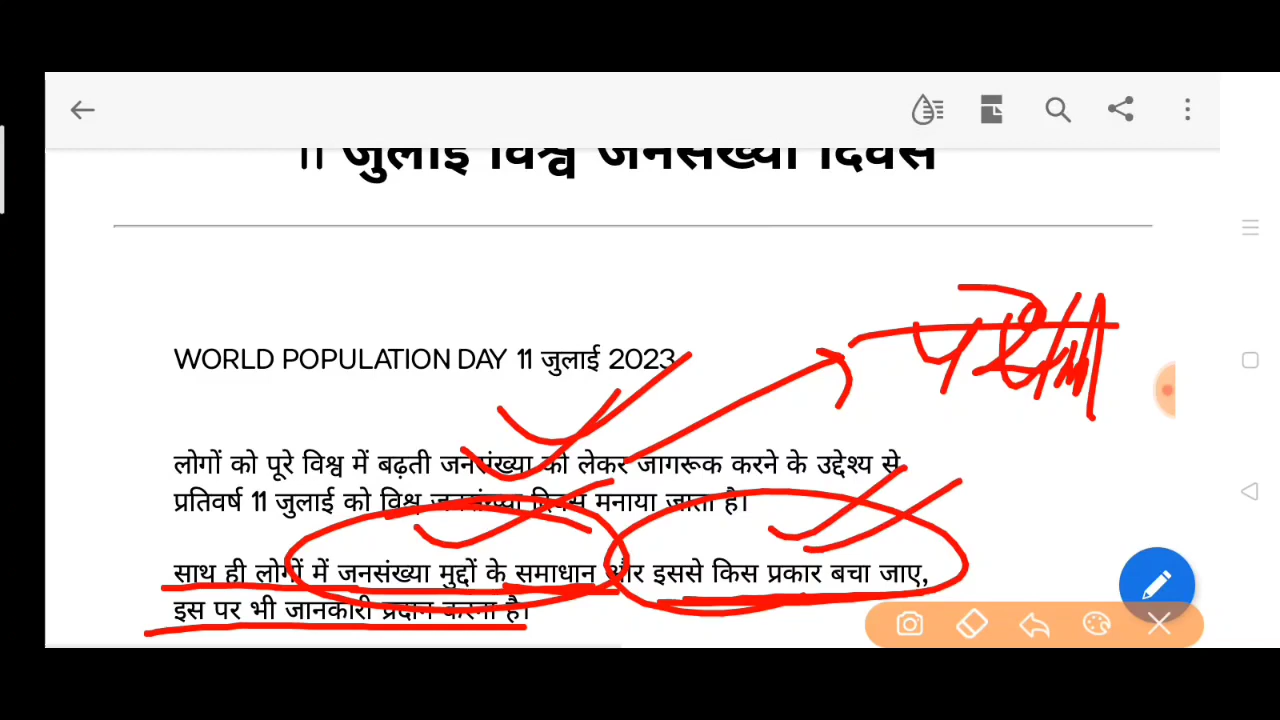 11 जुलाई विश्व जनसंख्या दिवस
WORLD POPULATION DAY 11 जुलाई 2023
लोगों को पूरे विश्व में बढ़ती जनसंख्या को लेकर जागरूक करने के उद्देश्य से
प्रतिवर्ष 11 जुलाई को विश्व जनसंख्या दिवस मनाया जाता है।
साथ ही लोगों में जनसंख्या मुद्दों के समाधान और इससे किस प्रकार बचा जाए,
इस पर भी जानकारी प्रदान करना है।